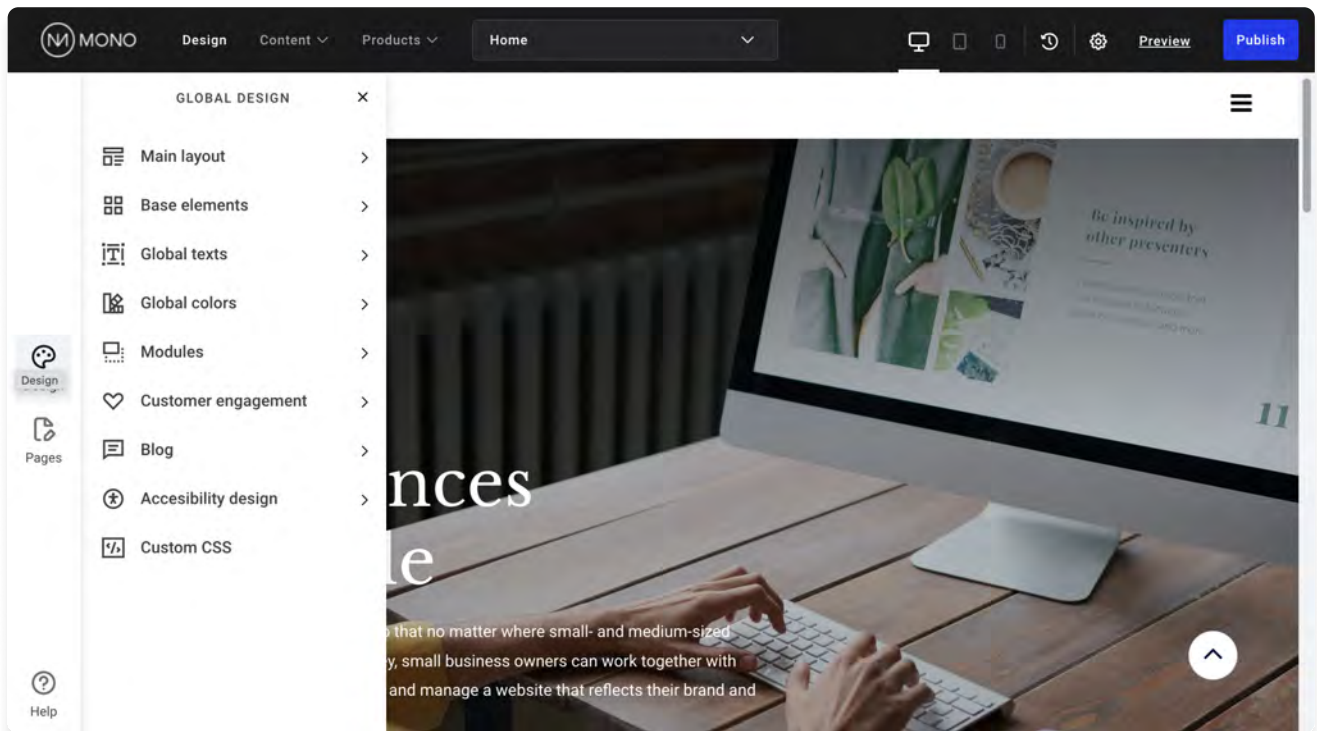 MONO
Design
Content
Products
Home
Preview
Publish
GLOBAL DESIGN
Main layout
Base elements
Global texts
Global colors
Modules
Customer engagement
Blog
Accesibility design
Custom CSS
Design
Pages
Help
Be inspired by
other presenters
11
nces
le
that no matter where small- and medium-sized
y, small business owners can work together with
and manage a website that reflects their brand and